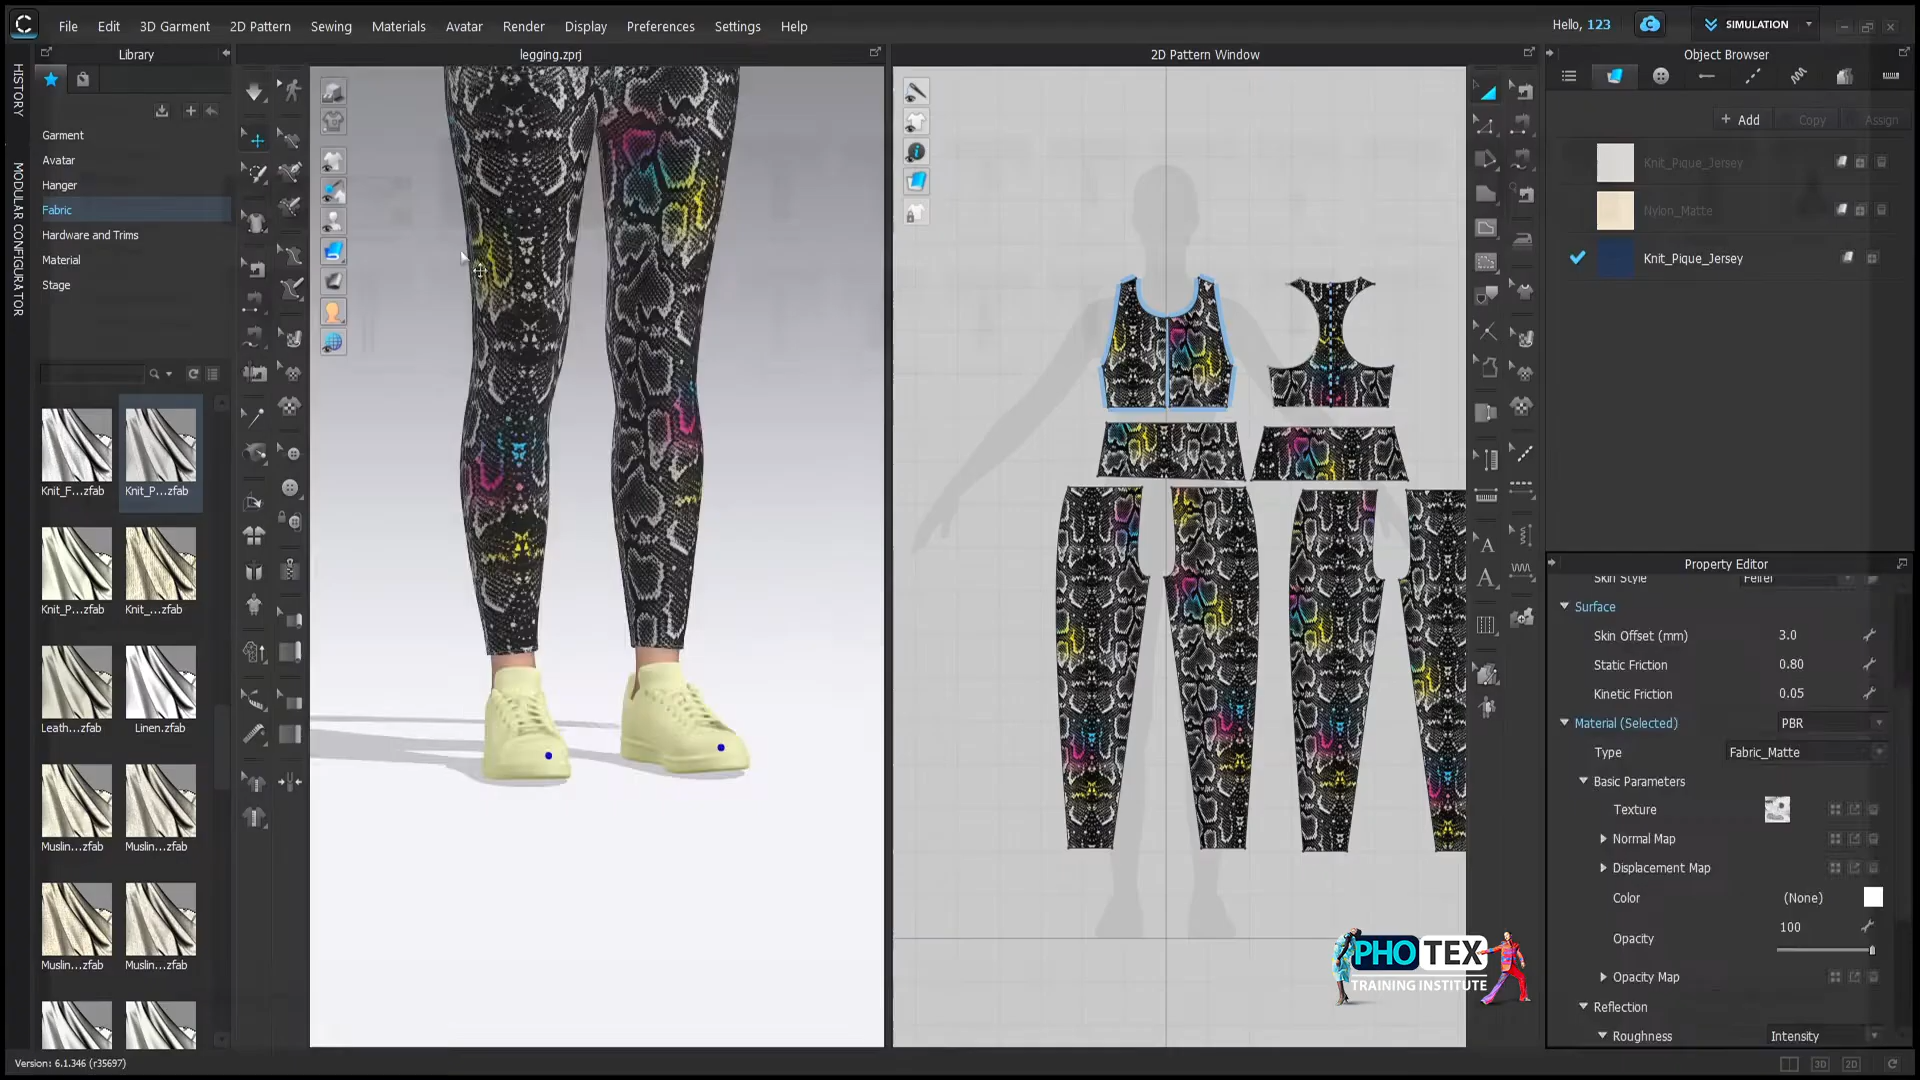 File Edit 3D Garment 2D Pattern Sewing Materials Avatar Render Display Preferences Settings Help
Hello, 123
SIMULATION
HISTORY
MODULAR CONFIGURATOR
Library
Garment
Avatar
Hanger
Fabric
Hardware and Trims
Material
Stage
Knit_F...zfab
Knit_P...zfab
Knit_P...zfab
Knit_...zfab
Leath...zfab
Linen.zfab
Muslin...zfab
Muslin...zfab
Muslin...zfab
Muslin...zfab
legging.zprj
2D Pattern Window
A
A
PHOTEX
TRAINING INSTITUTE
Object Browser
+ Add
Copy
Assign
Knit_Pique_Jersey
Nylon_Matte
Knit_Pique_Jersey
Property Editor
Skin Style
Surface
Skin Offset (mm) 3.0
Static Friction 0.80
Kinetic Friction 0.05
Material (Selected) PBR
Type Fabric_Matte
Basic Parameters
Texture
Normal Map
Displacement Map
Color (None)
Opacity 100
Opacity Map
Reflection
Roughness Intensity
Version: 6.1.346 (r35697)
3D
2D